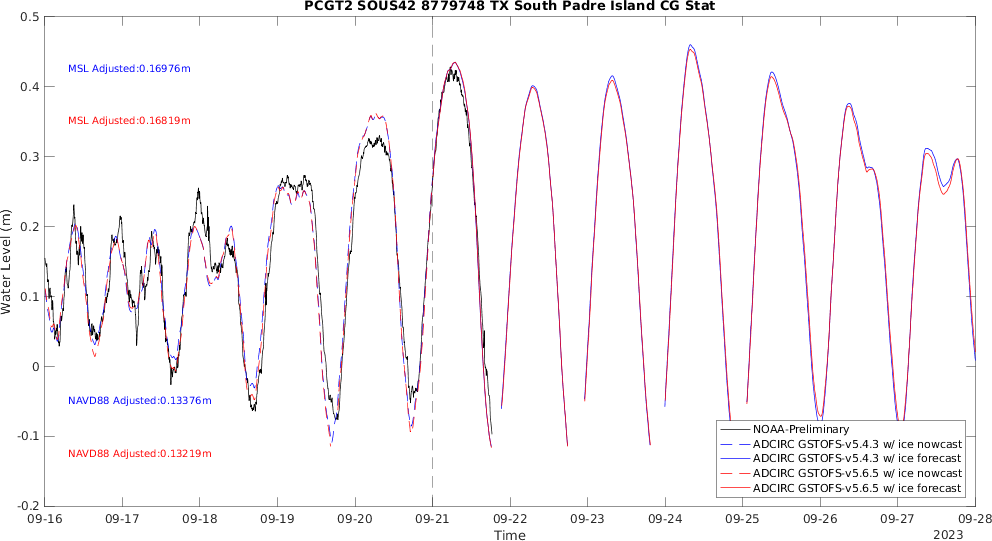 PCGT2 SOUS42 8779748 TX South Padre Island CG Stat
0.5
0.4
0.3
0.2
0.1
0
-0.1
-0.2
Water Level (m)
MSL Adjusted:0.16976m
MSL Adjusted:0.16819m
NAVD88 Adjusted:0.13376m
NAVD88 Adjusted:0.13219m
NOAA-Preliminary
ADCIRC GSTOFS-v5.4.3 w/ ice nowcast
ADCIRC GSTOFS-v5.4.3 w/ ice forecast
ADCIRC GSTOFS-v5.6.5 w/ ice nowcast
ADCIRC GSTOFS-v5.6.5 w/ ice forecast
09-16 09-17 09-18 09-19 09-20 09-21 09-22 09-23 09-24 09-25 09-26 09-27 09-28
Time
2023